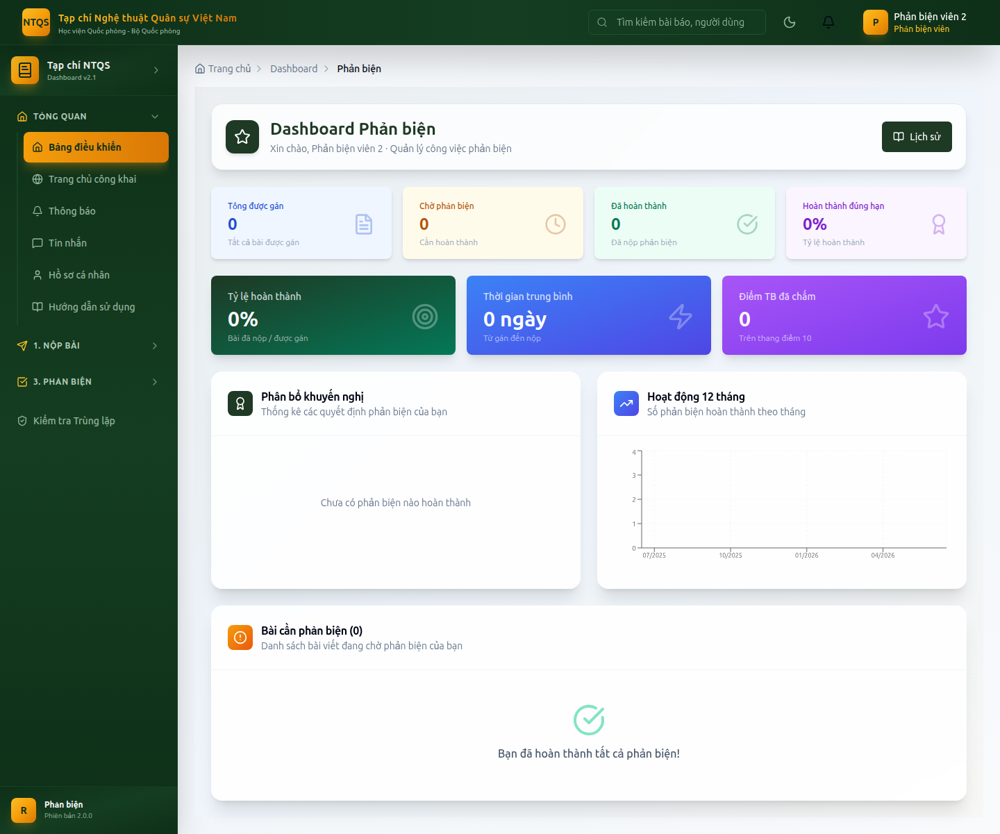 NTQS
Tạp chí Nghệ thuật Quân sự Việt Nam
Học viện Quốc phòng - Bộ Quốc phòng
Tìm kiếm bài báo, người dùng
P
Phản biện viên 2
Phản biện viên
Tạp chí NTQS
Dashboard v2.1
TỔNG QUAN
Bảng điều khiển
Trang chủ công khai
Thông báo
Tin nhắn
Hồ sơ cá nhân
Hướng dẫn sử dụng
1. NỘP BÀI
3. PHẢN BIỆN
Kiểm tra Trùng lặp
R
Phản biện
Phiên bản 2.0.0
Trang chủ
Dashboard
Phản biện
Dashboard Phản biện
Xin chào, Phản biện viên 2 · Quản lý công việc phản biện
Lịch sử
Tổng được gán
0
Tất cả bài được gán
Chờ phản biện
0
Cần hoàn thành
Đã hoàn thành
0
Đã nộp phản biện
Hoàn thành đúng hạn
0%
Tỷ lệ hoàn thành
Tỷ lệ hoàn thành
0%
Bài đã nộp / được gán
Thời gian trung bình
0 ngày
Từ gán đến nộp
Điểm TB đã chấm
0
Trên thang điểm 10
Phân bổ khuyến nghị
Thống kê các quyết định phản biện của bạn
Chưa có phản biện nào hoàn thành
Hoạt động 12 tháng
Số phản biện hoàn thành theo tháng
4
3
2
1
0
07/2025
10/2025
01/2026
04/2026
Bài cần phản biện (0)
Danh sách bài viết đang chờ phản biện của bạn
Bạn đã hoàn thành tất cả phản biện!